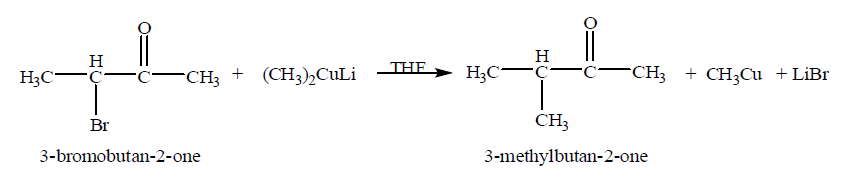 O O
H H
H₃C C C CH₃ + (CH₃)₂CuLi THF H₃C C C CH₃ + CH₃Cu + LiBr
Br CH₃
3-bromobutan-2-one 3-methylbutan-2-one